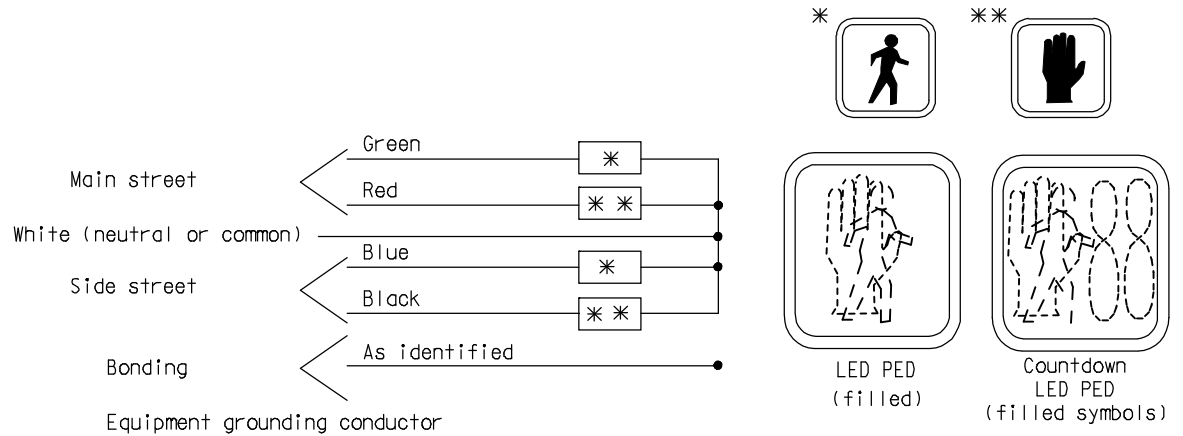 *
**
Green
*
Main street
Red
* *
White (neutral or common)
Blue
*
Side street
Black
* *
As identified
Bonding
Equipment grounding conductor
LED PED
(filled)
Countdown
LED PED
(filled symbols)